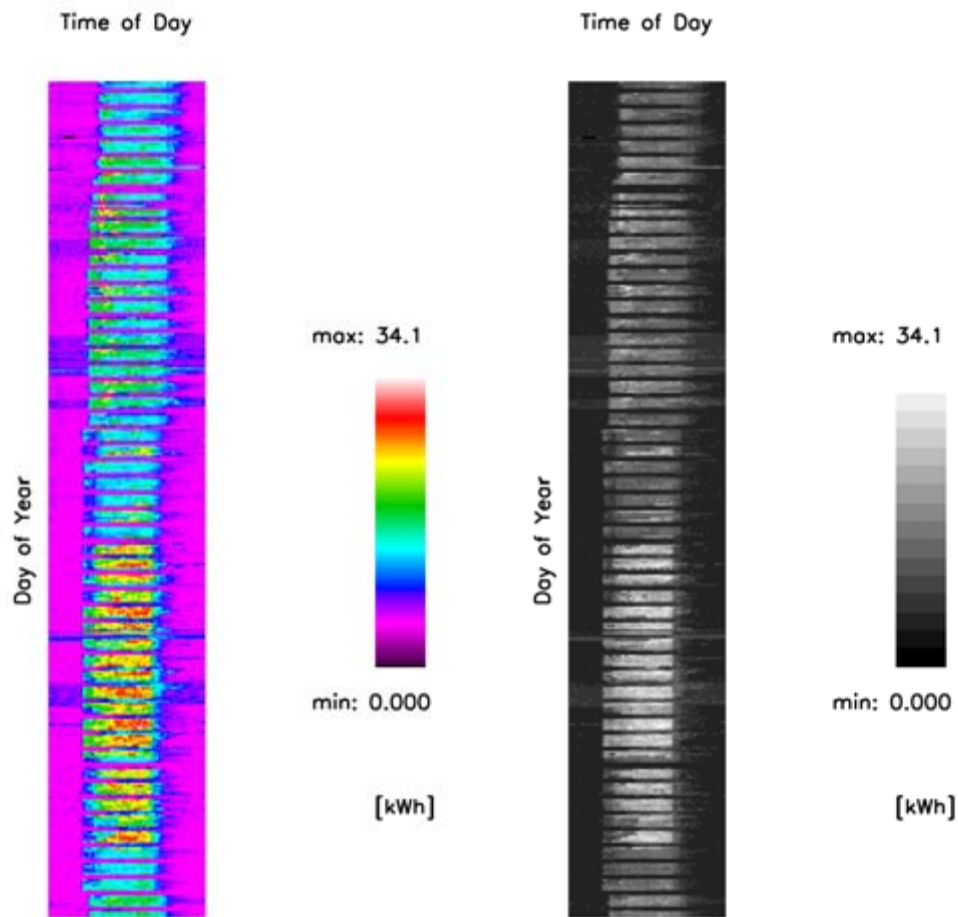 Time of Day
Time of Day
max: 34.1
max: 34.1
Day of Year
Day of Year
min: 0.000
min: 0.000
[kWh]
[kWh]